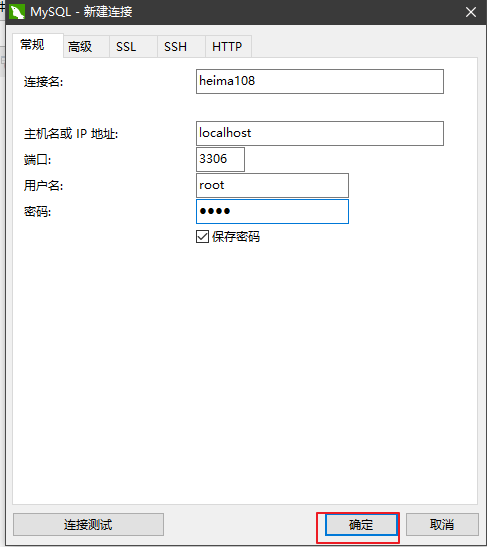 MySQL - 新建连接
常规 高级 SSL SSH HTTP
连接名: heima108
主机名或 IP 地址: localhost
端口: 3306
用户名: root
密码: ●●●●
保存密码
连接测试 确定 取消